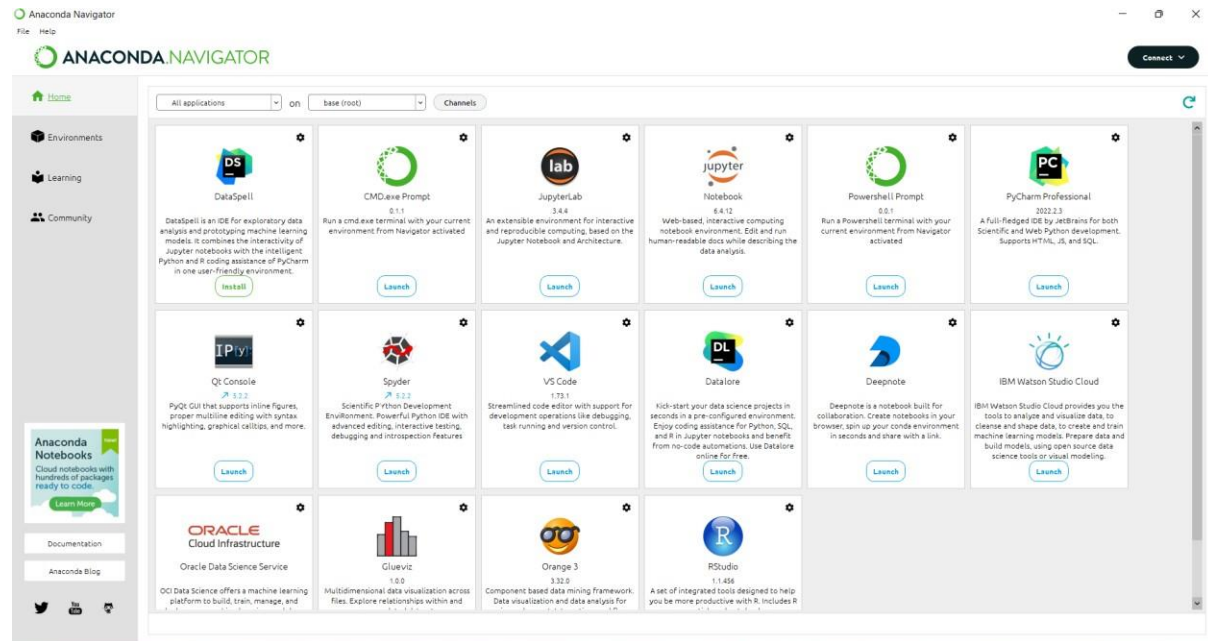 Anaconda Navigator
File Help
ANACONDA.NAVIGATOR
Connect
Home
All applications
on
base (root)
Channels
Environments
Learning
Community
DS
DataSpell
DataSpell is an IDE for exploratory data
analysis and prototyping machine learning
models. It combines the interactivity of
Jupyter notebooks with the intelligent
Python and R coding assistance of PyCharm
in one user-friendly environment.
Install
CMD.exe Prompt
0.1.1
Run a cmd.exe terminal with your current
environment from Navigator activated
Launch
lab
JupyterLab
3.4.4
An extensible environment for interactive
and reproducible computing, based on the
Jupyter Notebook and Architecture.
Launch
jupyter
Notebook
6.4.12
Web-based, interactive computing
notebook environment. Edit and run
human-readable docs while describing the
data analysis.
Launch
Powershell Prompt
0.0.1
Run a Powershell terminal with your
current environment from Navigator
activated
Launch
PC
PyCharm Professional
2022.2.3
A full-fledged IDE by JetBrains for both
Scientific and Web Python development.
Supports HTML, JS, and SQL.
Launch
IP[y]:
Qt Console
5.2.2
PyQt GUI that supports inline figures,
proper multiline editing with syntax
highlighting, graphical calltips, and more.
Launch
Spyder
5.2.2
Scientific PYthon Development
EnviRonment. Powerful Python IDE with
advanced editing, interactive testing,
debugging and introspection features
Launch
VS Code
1.73.1
Streamlined code editor with support for
development operations like debugging,
task running and version control.
Launch
DL
Datalore
Kick-start your data science projects in
seconds in a pre-configured environment.
Enjoy coding assistance for Python, SQL,
and R in Jupyter notebooks and benefit
from no-code automations. Use Datalore
online for free.
Launch
Deepnote
Deepnote is a notebook built for
collaboration. Create notebooks in your
browser, spin up your conda environment
in seconds and share with a link.
Launch
IBM Watson Studio Cloud
IBM Watson Studio Cloud provides you the
tools to analyze and visualize data, to
cleanse and shape data, to create and train
machine learning models. Prepare data and
build models, using open source data
science tools or visual modeling.
Launch
Anaconda
Notebooks
New
Cloud notebooks with
hundreds of packages
ready to code.
Learn More
Documentation
Anaconda Blog
You
Tube
ORACLE
Cloud Infrastructure
Oracle Data Science Service
OCI Data Science offers a machine learning
platform to build, train, manage, and
Glueviz
1.0.0
Multidimensional data visualization across
files. Explore relationships within and
Orange 3
3.32.0
Component based data mining framework.
Data visualization and data analysis for
R
RStudio
1.1.456
A set of integrated tools designed to help
you be more productive with R. Includes R